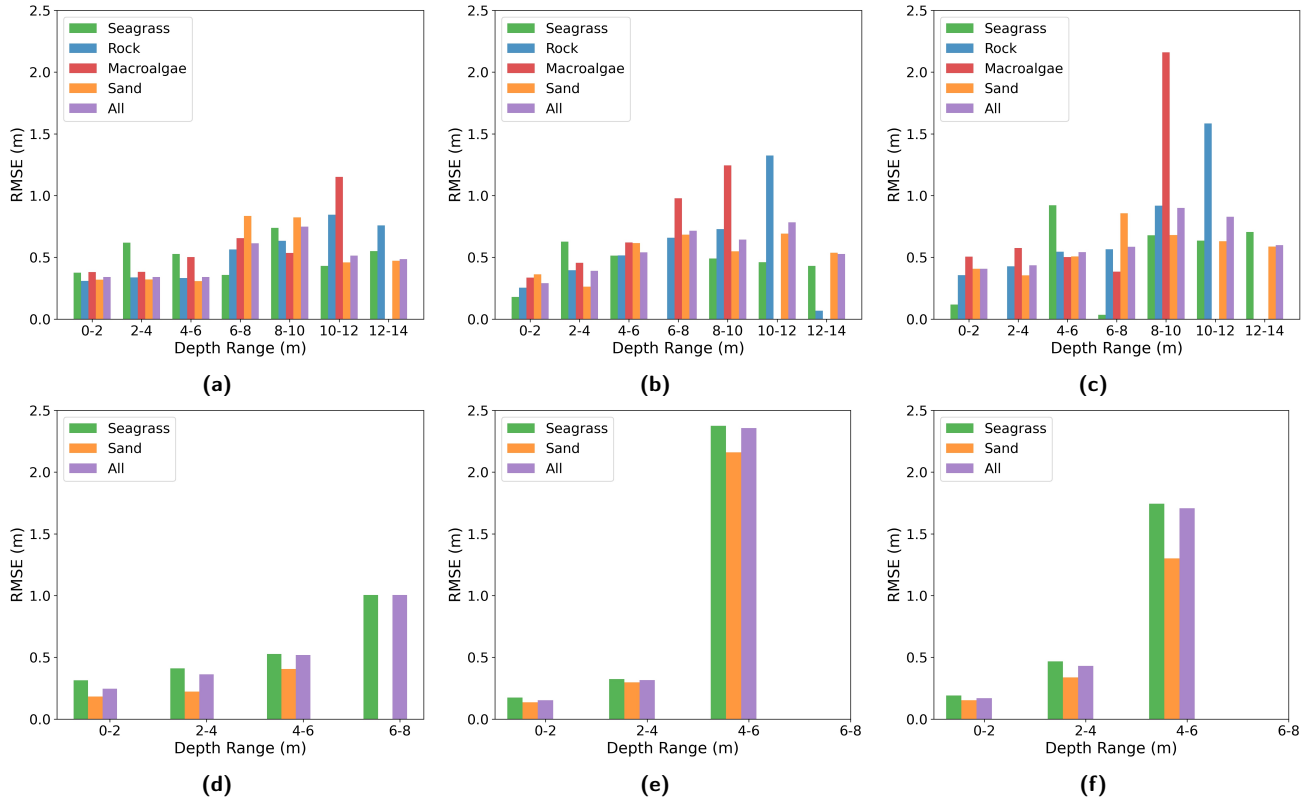 2.5
2.0
1.5
1.0
0.5
0.0
RMSE (m)
Seagrass
Rock
Macroalgae
Sand
All
0-2 2-4 4-6 6-8 8-10 10-12 12-14
Depth Range (m)
(a)
2.5
2.0
1.5
1.0
0.5
0.0
RMSE (m)
Seagrass
Rock
Macroalgae
Sand
All
0-2 2-4 4-6 6-8 8-10 10-12 12-14
Depth Range (m)
(b)
2.5
2.0
1.5
1.0
0.5
0.0
RMSE (m)
Seagrass
Rock
Macroalgae
Sand
All
0-2 2-4 4-6 6-8 8-10 10-12 12-14
Depth Range (m)
(c)
2.5
2.0
1.5
1.0
0.5
0.0
RMSE (m)
Seagrass
Sand
All
0-2 2-4 4-6 6-8
Depth Range (m)
(d)
2.5
2.0
1.5
1.0
0.5
0.0
RMSE (m)
Seagrass
Sand
All
0-2 2-4 4-6 6-8
Depth Range (m)
(e)
2.5
2.0
1.5
1.0
0.5
0.0
RMSE (m)
Seagrass
Sand
All
0-2 2-4 4-6 6-8
Depth Range (m)
(f)